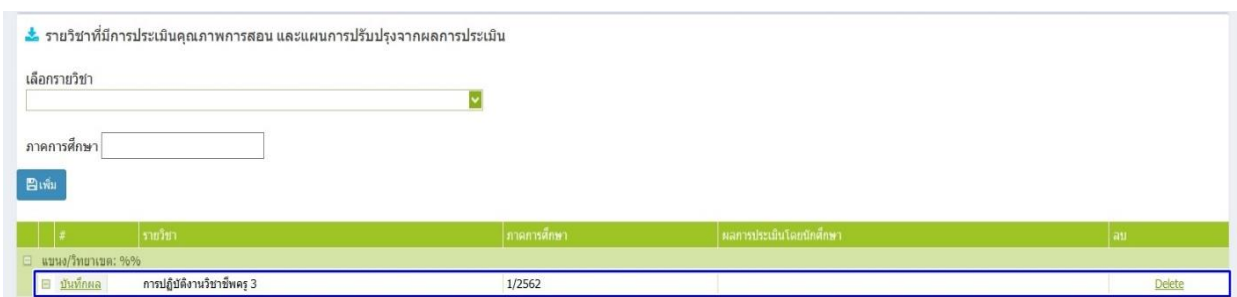 รายวิชาที่มีการประเมินคุณภาพการสอน และแผนการปรับปรุงจากผลการประเมิน
เลือกรายวิชา
ภาคการศึกษา
เพิ่ม
# รายวิชา ภาคการศึกษา ผลการประเมินโดยนักศึกษา ลบ
แขนง/วิทยาเขต: %%
บันทึกผล การปฏิบัติงานวิชาชีพครู 3 1/2562 Delete